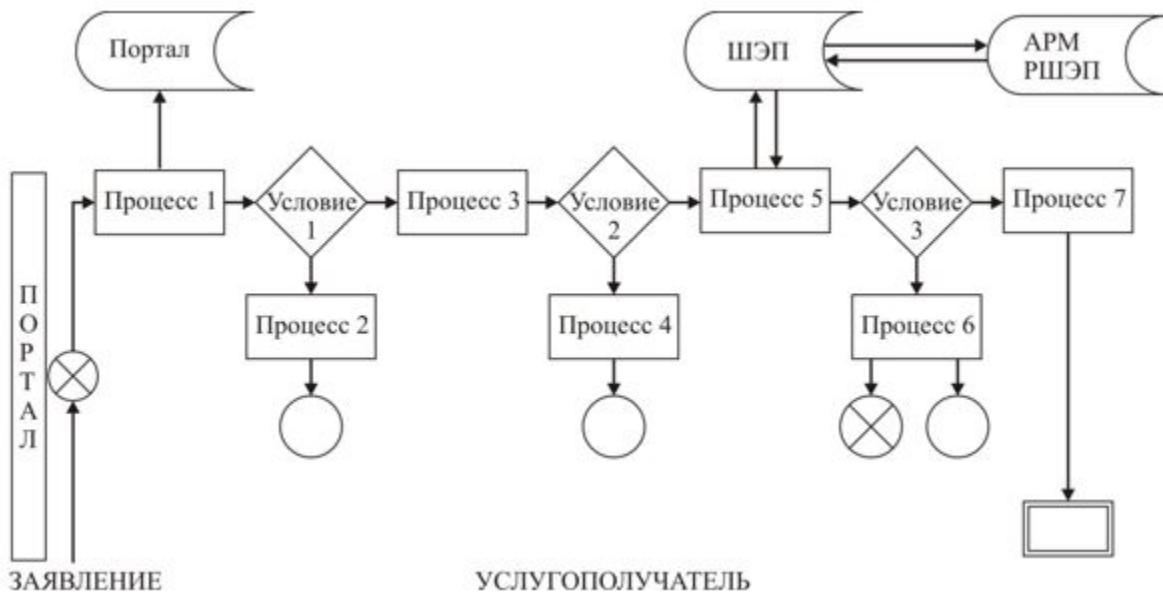 Портал
ШЭП
АРМ
РШЭП
Процесс 1
Условие
1
Процесс 3
Условие
2
Процесс 5
Условие
3
Процесс 7
Процесс 2
Процесс 4
Процесс 6
ПОРТАЛ
ЗАЯВЛЕНИЕ
УСЛУГОПОЛУЧАТЕЛЬ